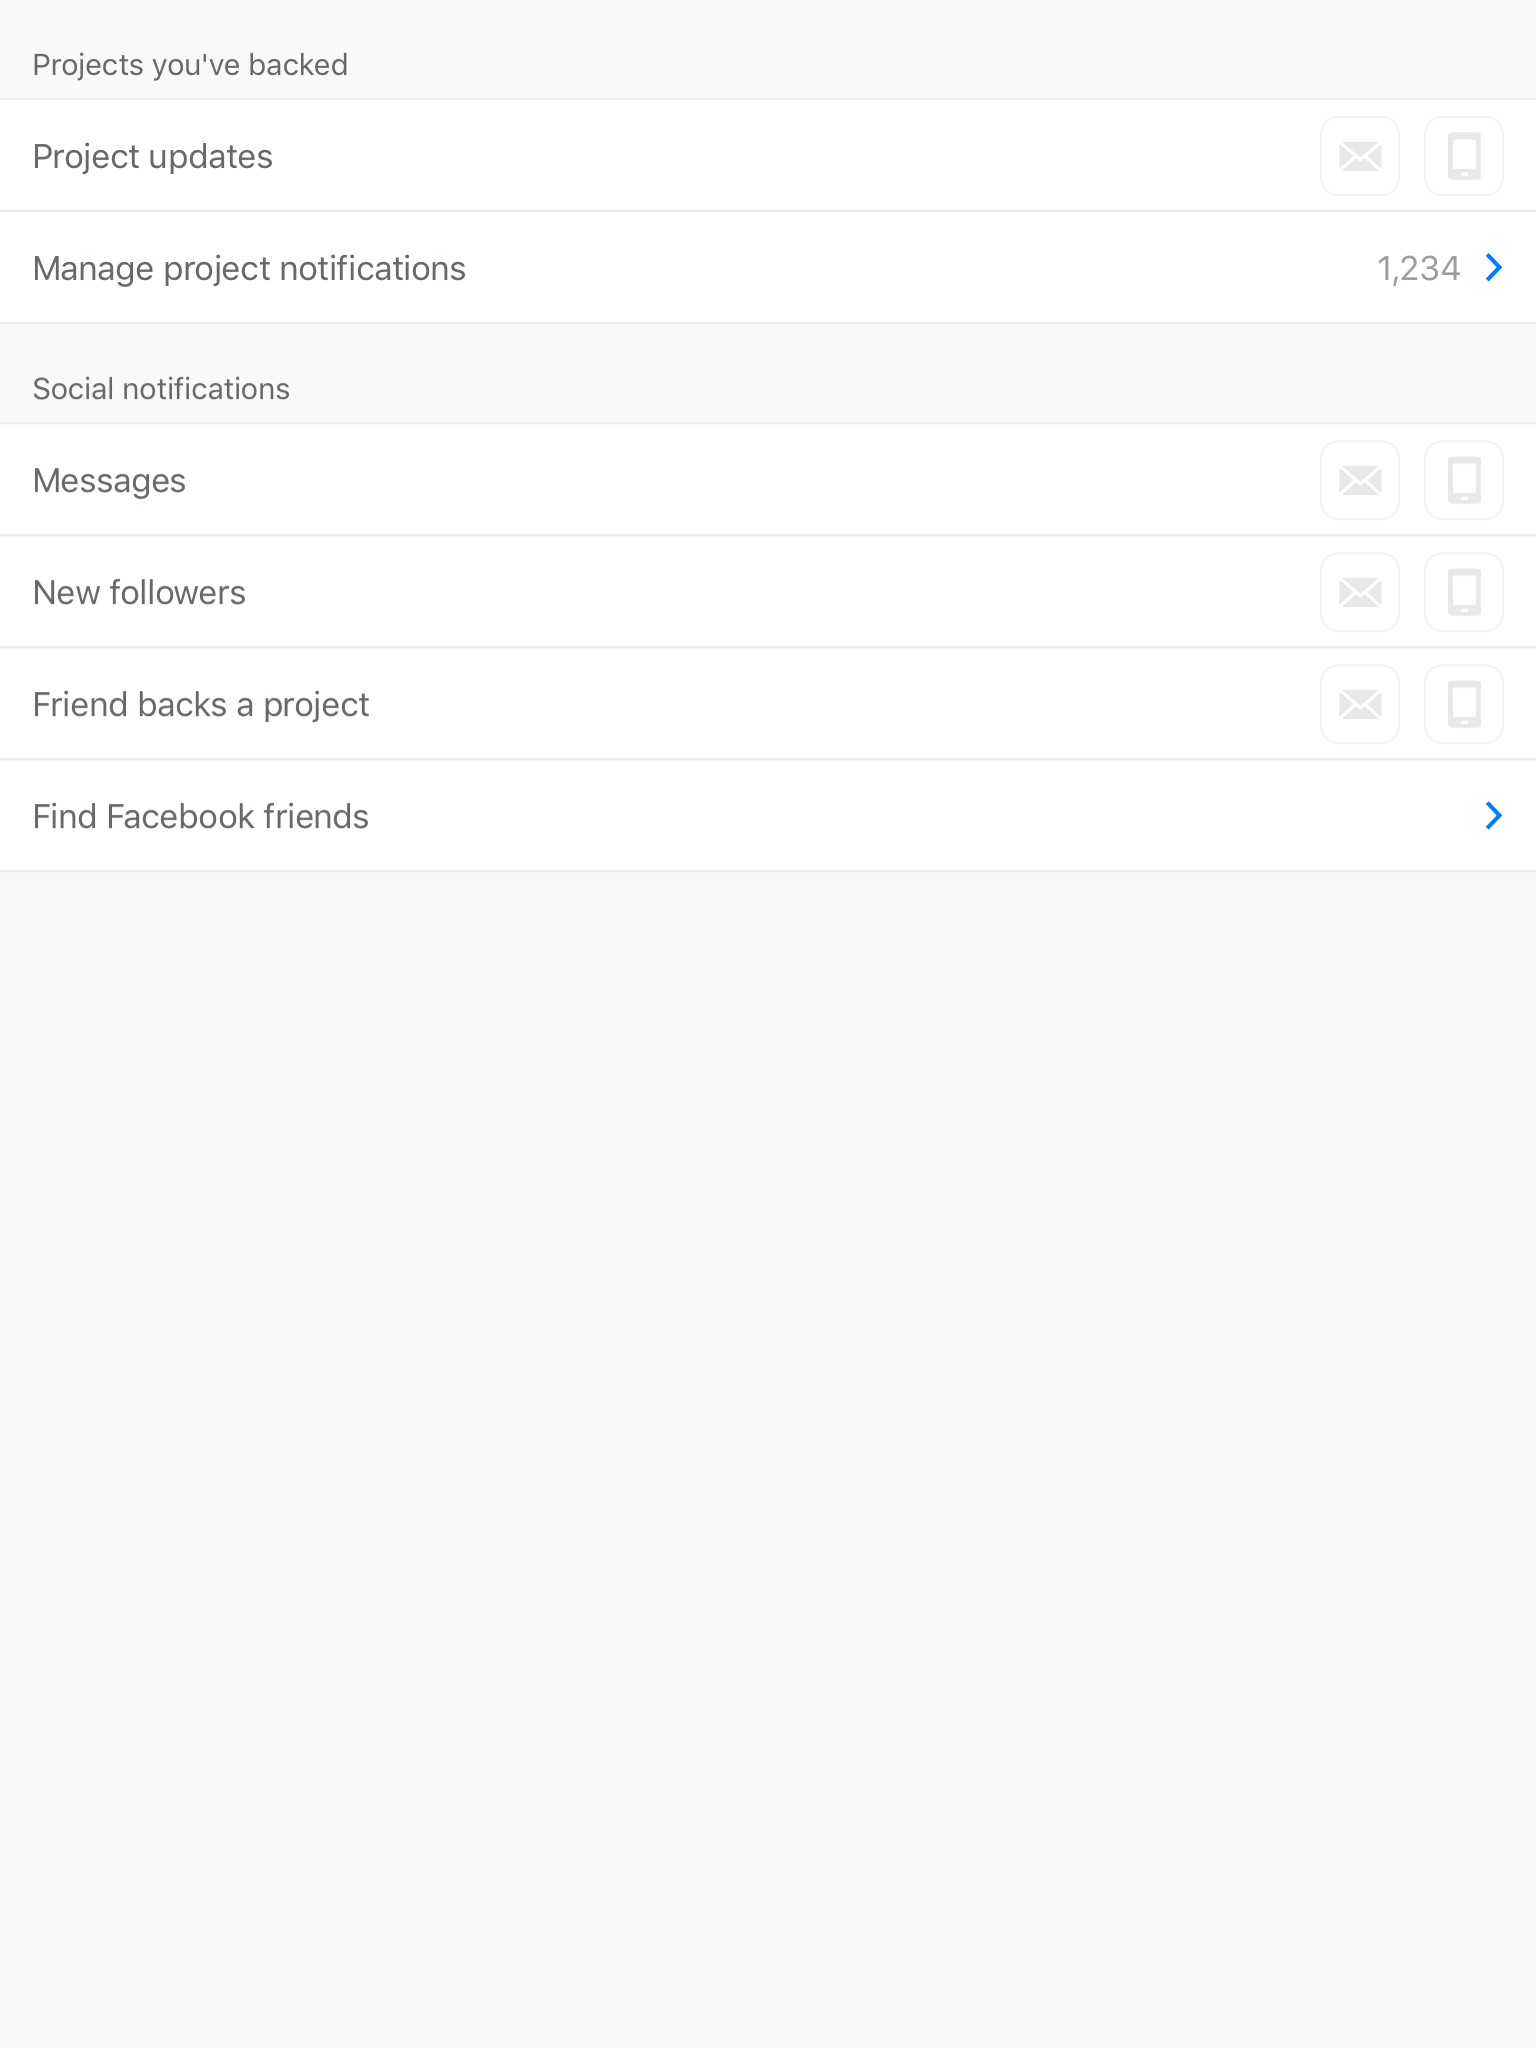 Projects you've backed
Project updates
Manage project notifications 1,234
Social notifications
Messages
New followers
Friend backs a project
Find Facebook friends